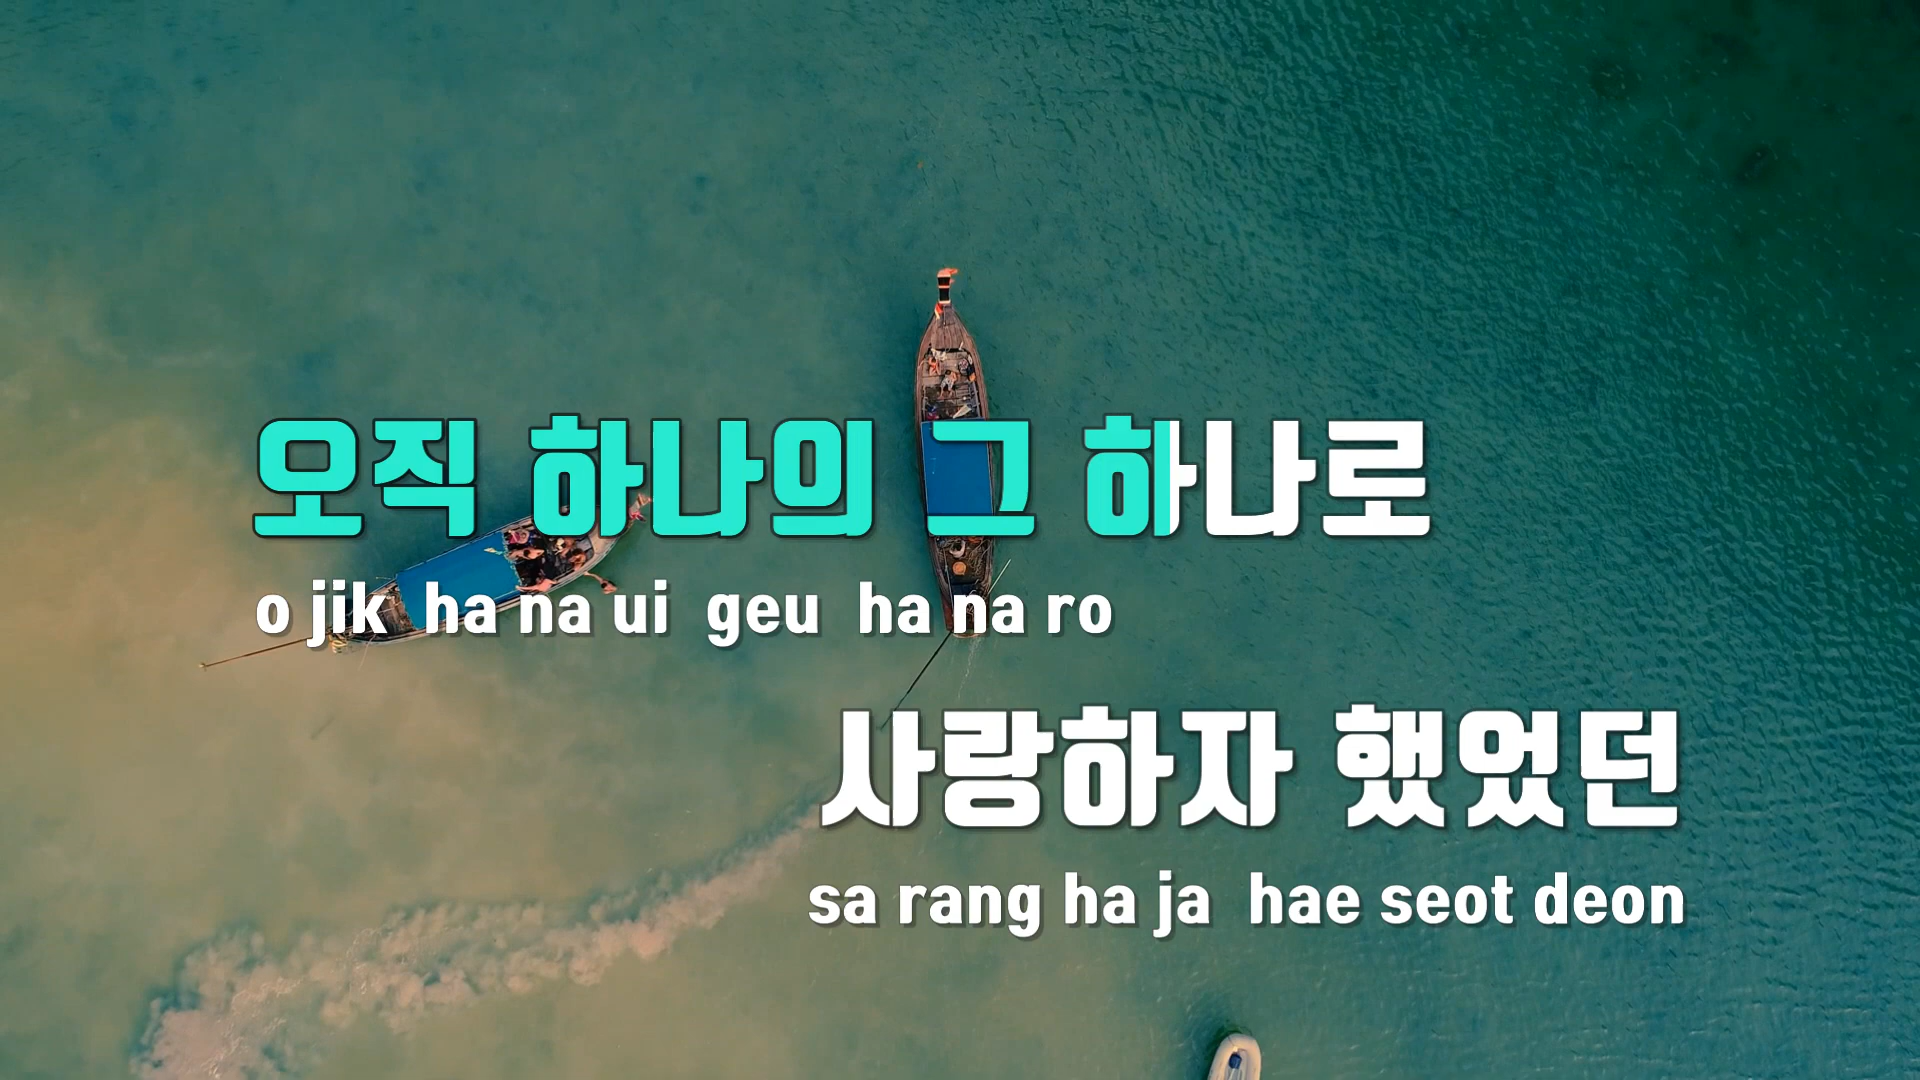 오직 하나의 그 하나로
o jik ha na ui geu ha na ro
사랑하자 했었던
sa rang ha ja hae seot deon